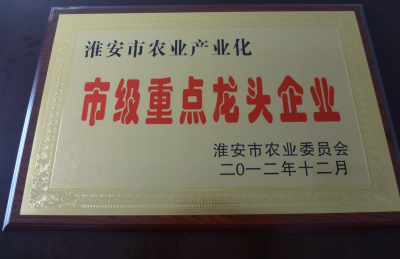 淮安市农业产业化
市级重点龙头企业
淮安市农业委员会
二〇一二年十二月